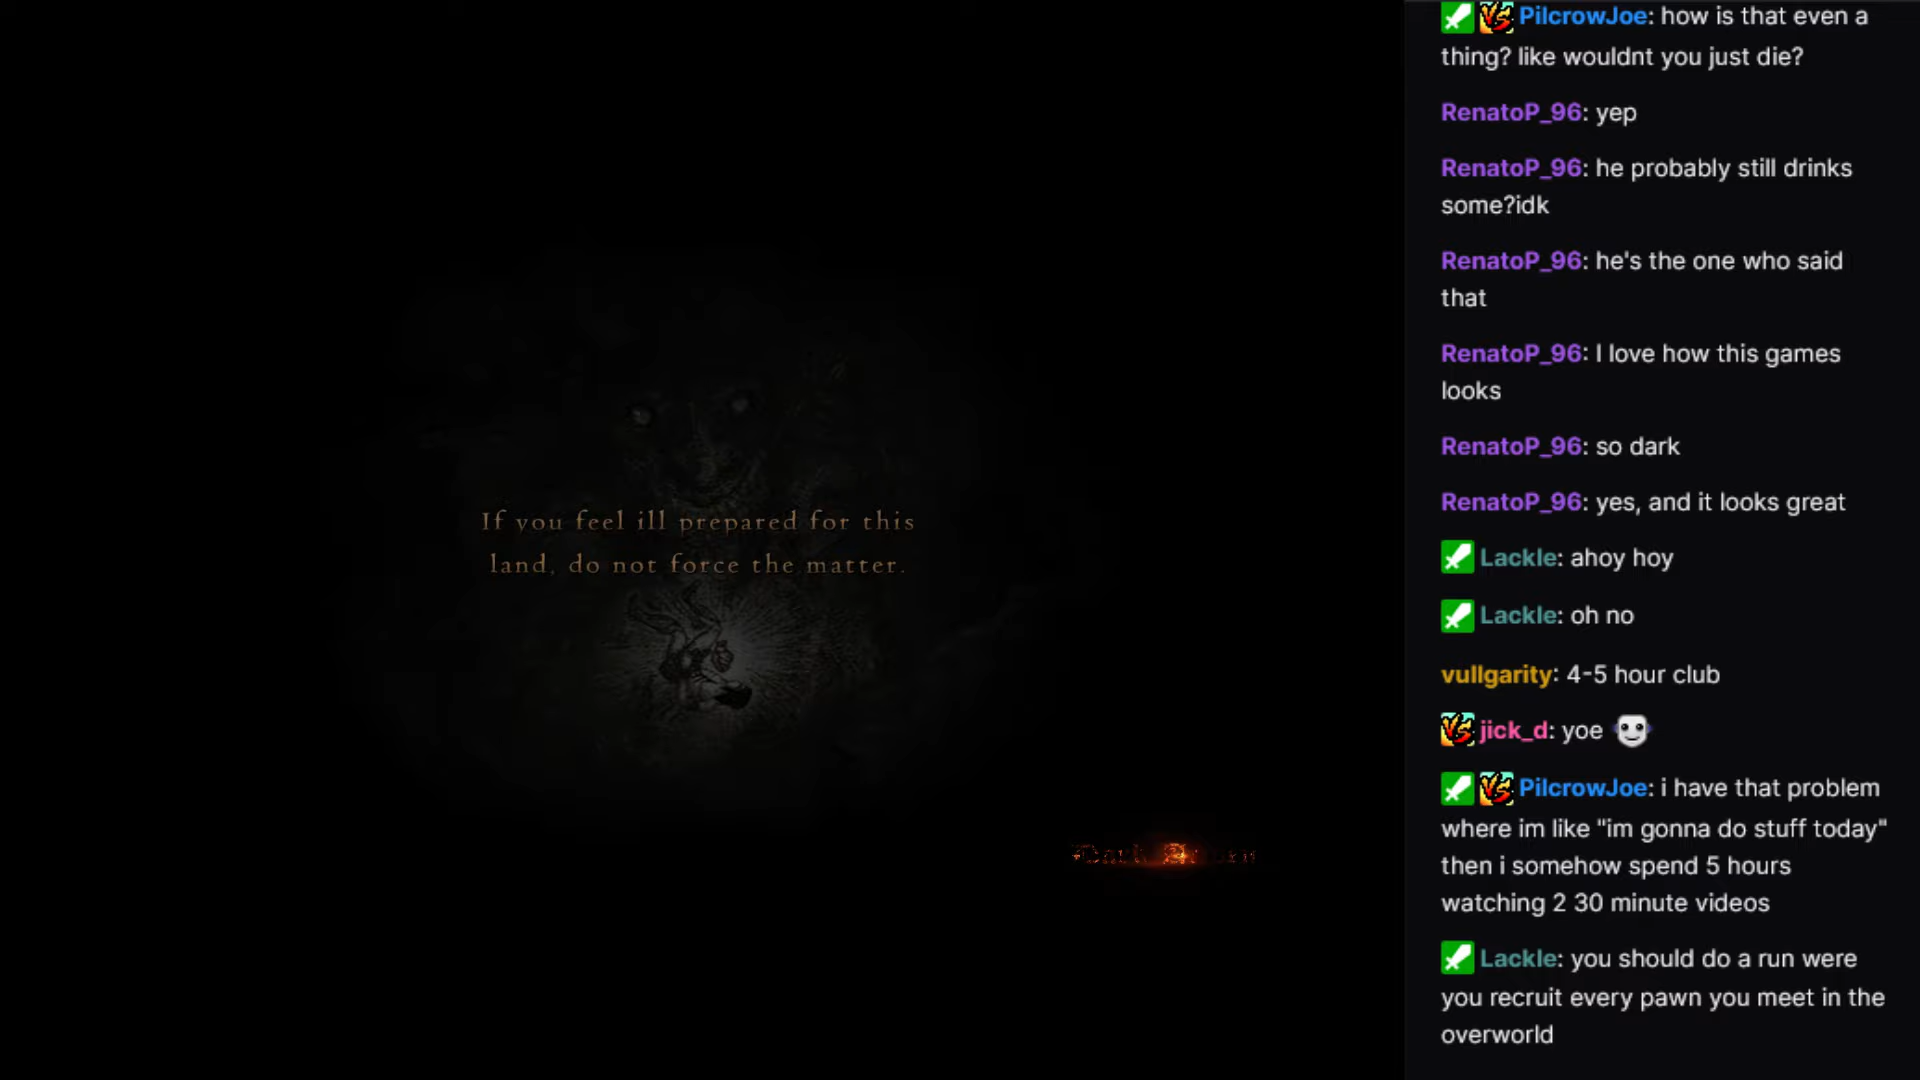 If you feel ill prepared for this
land, do not force the matter.
PilcrowJoe: how is that even a
thing? like wouldnt you just die?
RenatoP_96: yep
RenatoP_96: he probably still drinks
some?idk
RenatoP_96: he's the one who said
that
RenatoP_96: I love how this games
looks
RenatoP_96: so dark
RenatoP_96: yes, and it looks great
Lackle: ahoy hoy
Lackle: oh no
vullgarity: 4-5 hour club
jick_d: yoe
PilcrowJoe: i have that problem
where im like "im gonna do stuff today"
then i somehow spend 5 hours
watching 2 30 minute videos
Lackle: you should do a run were
you recruit every pawn you meet in the
overworld